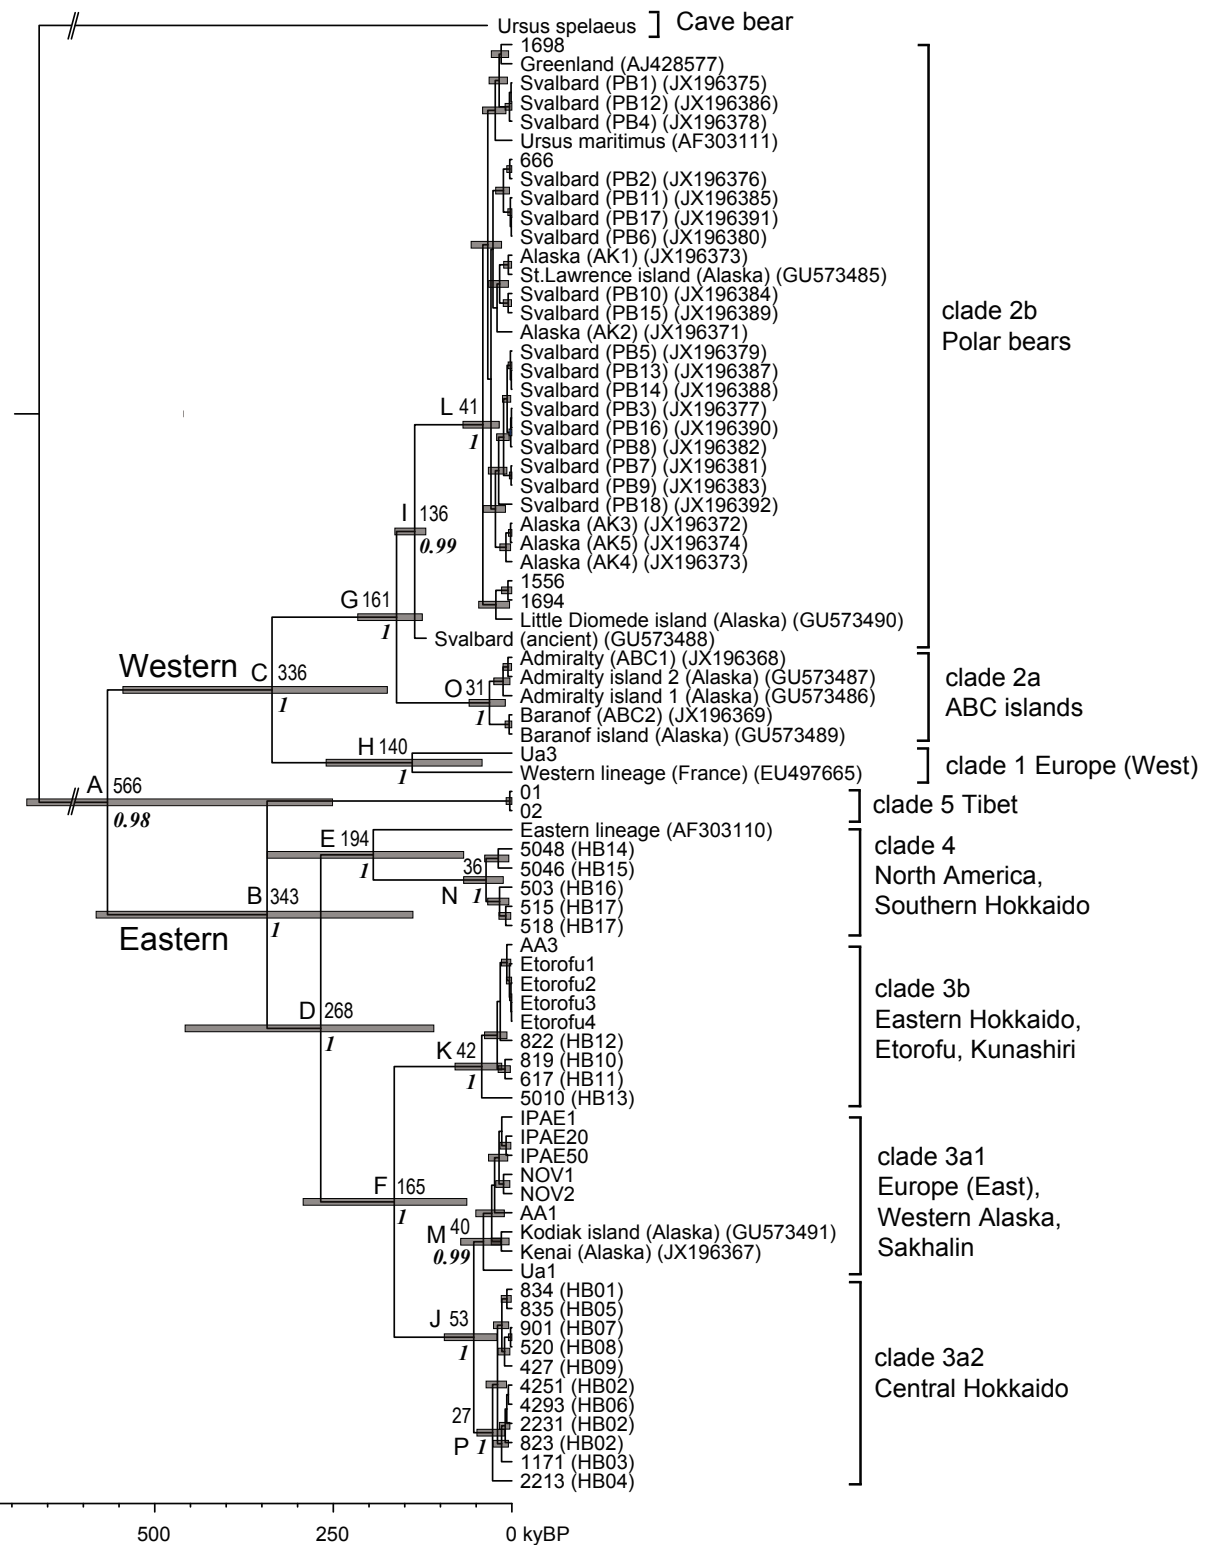 Ursus spelaeus
Cave bear
1698
Greenland (AJ428577)
Svalbard (PB1) (JX196375)
Svalbard (PB12) (JX196386)
Svalbard (PB4) (JX196378)
Ursus maritimus (AF303111)
666
Svalbard (PB2) (JX196376)
Svalbard (PB11) (JX196385)
Svalbard (PB17) (JX196391)
Svalbard (PB6) (JX196380)
Alaska (AK1) (JX196373)
St.Lawrence island (Alaska) (GU573485)
Svalbard (PB10) (JX196384)
Svalbard (PB15) (JX196389)
Alaska (AK2) (JX196371)
clade 2b
Polar bears
Svalbard (PB5) (JX196379)
Svalbard (PB13) (JX196387)
Svalbard (PB14) (JX196388)
Svalbard (PB3) (JX196377)
Svalbard (PB16) (JX196390)
Svalbard (PB8) (JX196382)
Svalbard (PB7) (JX196381)
Svalbard (PB9) (JX196383)
Svalbard (PB18) (JX196392)
Alaska (AK3) (JX196372)
Alaska (AK5) (JX196374)
Alaska (AK4) (JX196373)
1556
1694
Little Diomede island (Alaska) (GU573490)
Svalbard (ancient) (GU573488)
L 41
1
I 136
0.99
G 161
1
Western
C 336
1
Admiralty (ABC1) (JX196368)
Admiralty island 2 (Alaska) (GU573487)
Admiralty island 1 (Alaska) (GU573486)
Baranof (ABC2) (JX196369)
Baranof island (Alaska) (GU573489)
clade 2a
ABC islands
O 31
1
H 140
1
Ua3
Western lineage (France) (EU497665)
clade 1 Europe (West)
A 566
0.98
01
02
clade 5 Tibet
E 194
1
Eastern lineage (AF303110)
5048 (HB14)
5046 (HB15)
503 (HB16)
515 (HB17)
518 (HB17)
clade 4
North America,
Southern Hokkaido
36
N 1
B 343
1
Eastern
AA3
Etorofu1
Etorofu2
Etorofu3
Etorofu4
822 (HB12)
819 (HB10)
617 (HB11)
5010 (HB13)
clade 3b
Eastern Hokkaido,
Etorofu, Kunashiri
D 268
1
K 42
1
IPAE1
IPAE20
IPAE50
NOV1
NOV2
AA1
Kodiak island (Alaska) (GU573491)
Kenai (Alaska) (JX196367)
Ua1
clade 3a1
Europe (East),
Western Alaska,
Sakhalin
F 165
1
M 40
0.99
834 (HB01)
835 (HB05)
901 (HB07)
520 (HB08)
427 (HB09)
4251 (HB02)
4293 (HB06)
2231 (HB02)
823 (HB02)
1171 (HB03)
2213 (HB04)
clade 3a2
Central Hokkaido
J 53
1
27
P 1
500 250 0 kyBP